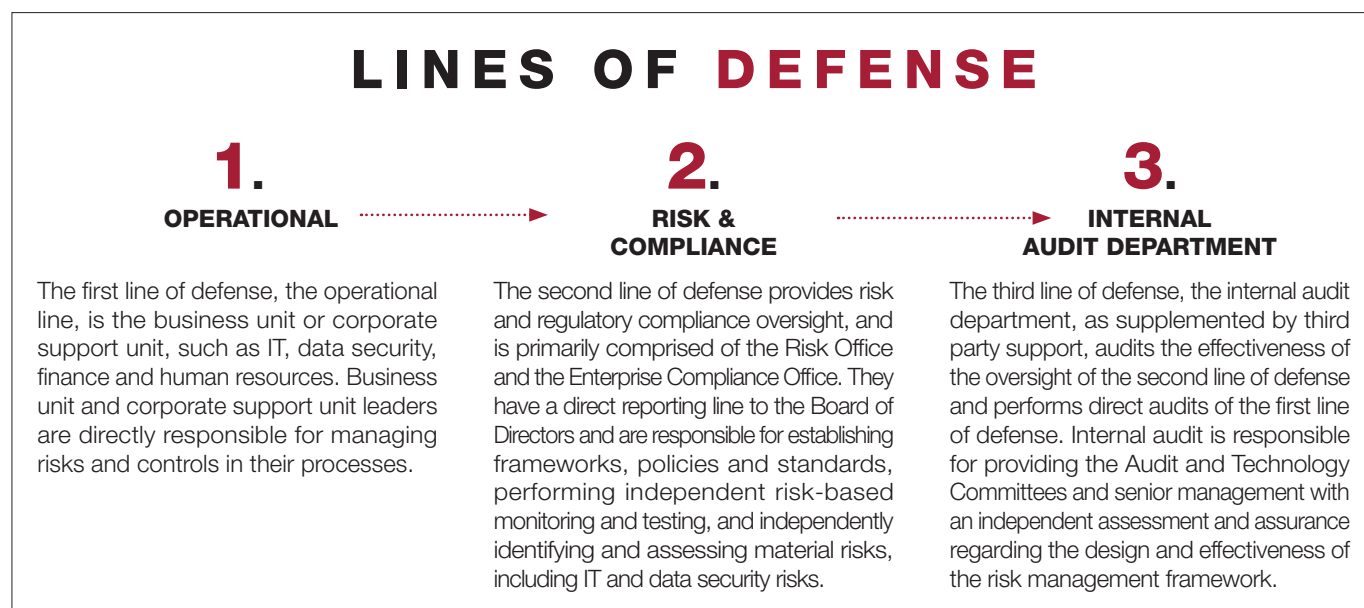 LINES OF DEFENSE
1.
OPERATIONAL
The first line of defense, the operational
line, is the business unit or corporate
support unit, such as IT, data security,
finance and human resources. Business
unit and corporate support unit leaders
are directly responsible for managing
risks and controls in their processes.
2.
RISK &
COMPLIANCE
The second line of defense provides risk
and regulatory compliance oversight, and
is primarily comprised of the Risk Office
and the Enterprise Compliance Office. They
have a direct reporting line to the Board of
Directors and are responsible for establishing
frameworks, policies and standards,
performing independent risk-based
monitoring and testing, and independently
identifying and assessing material risks,
including IT and data security risks.
3.
INTERNAL
AUDIT DEPARTMENT
The third line of defense, the internal audit
department, as supplemented by third
party support, audits the effectiveness of
the oversight of the second line of defense
and performs direct audits of the first line
of defense. Internal audit is responsible
for providing the Audit and Technology
Committees and senior management with
an independent assessment and assurance
regarding the design and effectiveness of
the risk management framework.